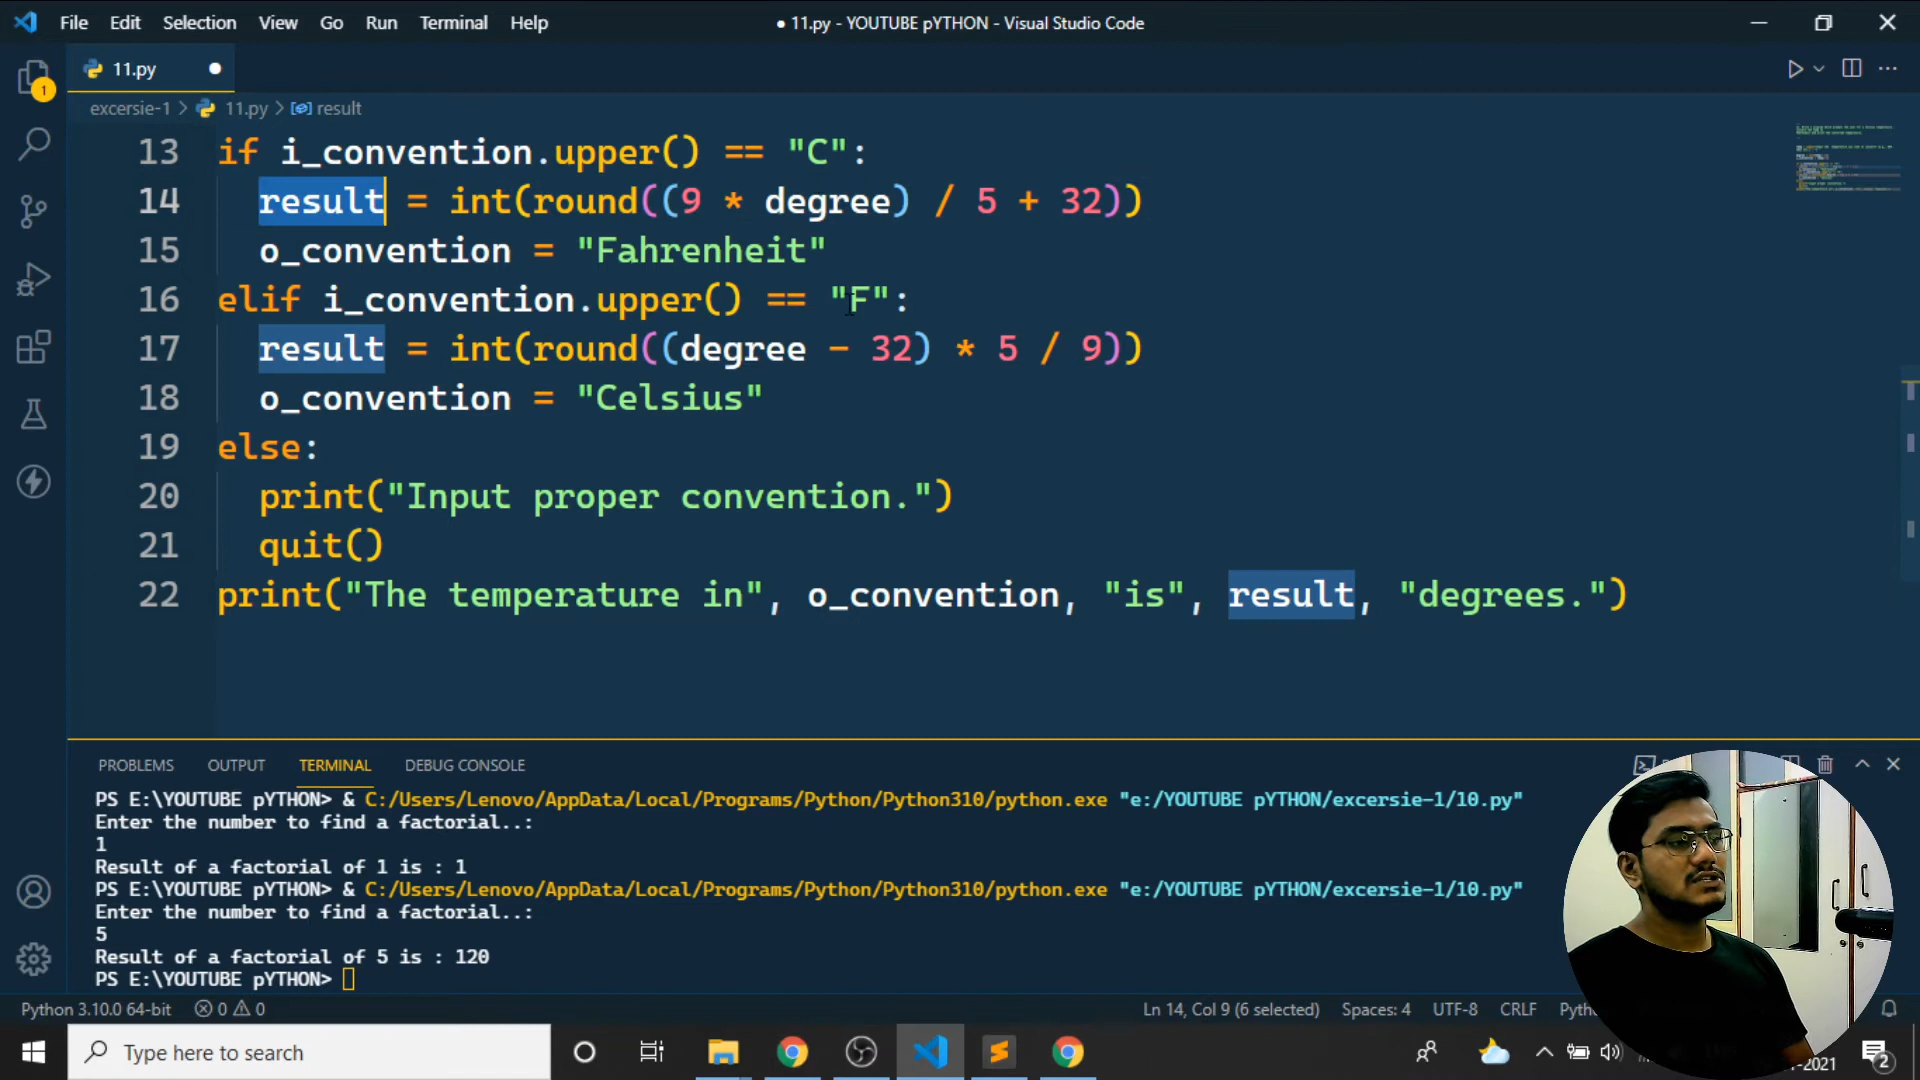 File Edit Selection View Go Run Terminal Help
● 11.py - YOUTUBE pYTHON - Visual Studio Code
11.py
excersie-1 > 11.py > result
13 if i_convention.upper() == "C":
14 result = int(round((9 * degree) / 5 + 32))
15 o_convention = "Fahrenheit"
16 elif i_convention.upper() == "F":
17 result = int(round((degree - 32) * 5 / 9))
18 o_convention = "Celsius"
19 else:
20 print("Input proper convention.")
21 quit()
22 print("The temperature in", o_convention, "is", result, "degrees.")
1
PROBLEMS OUTPUT TERMINAL DEBUG CONSOLE
PS E:\YOUTUBE pYTHON> & C:/Users/Lenovo/AppData/Local/Programs/Python/Python310/python.exe "e:/YOUTUBE pYTHON/excersie-1/10.py"
Enter the number to find a factorial..:
1
Result of a factorial of 1 is : 1
PS E:\YOUTUBE pYTHON> & C:/Users/Lenovo/AppData/Local/Programs/Python/Python310/python.exe "e:/YOUTUBE pYTHON/excersie-1/10.py"
Enter the number to find a factorial..:
5
Result of a factorial of 5 is : 120
PS E:\YOUTUBE pYTHON>
Python 3.10.0 64-bit 0 0 Ln 14, Col 9 (6 selected) Spaces: 4 UTF-8 CRLF
Type here to search
2